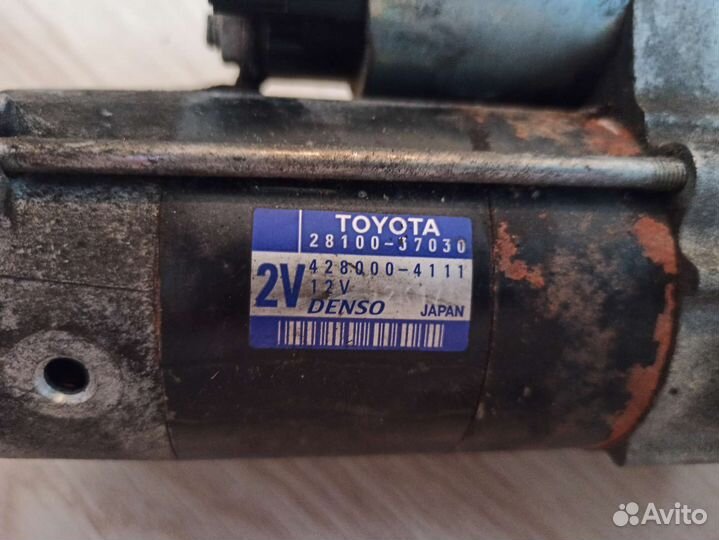 TOYOTA
28100-37030
2V
428000-4111
12V
DENSO JAPAN
Avito